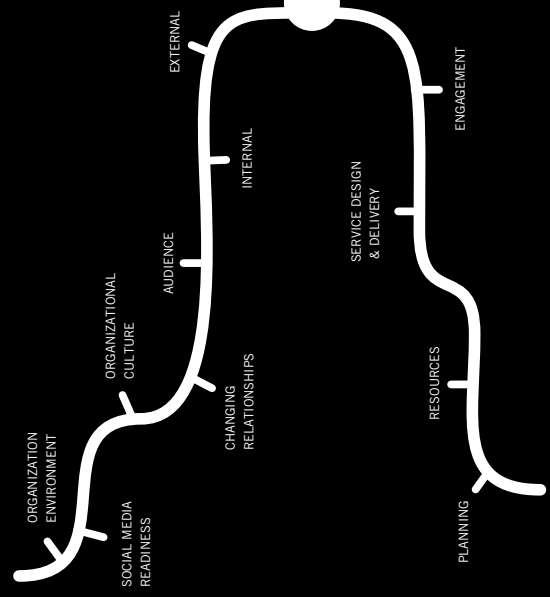 EXTERNAL
ENGAGEMENT
INTERNAL
SERVICE DESIGN
& DELIVERY
AUDIENCE
ORGANIZATIONAL
CULTURE
CHANGING
RELATIONSHIPS
RESOURCES
ORGANIZATION
ENVIRONMENT
SOCIAL MEDIA
READINESS
PLANNING